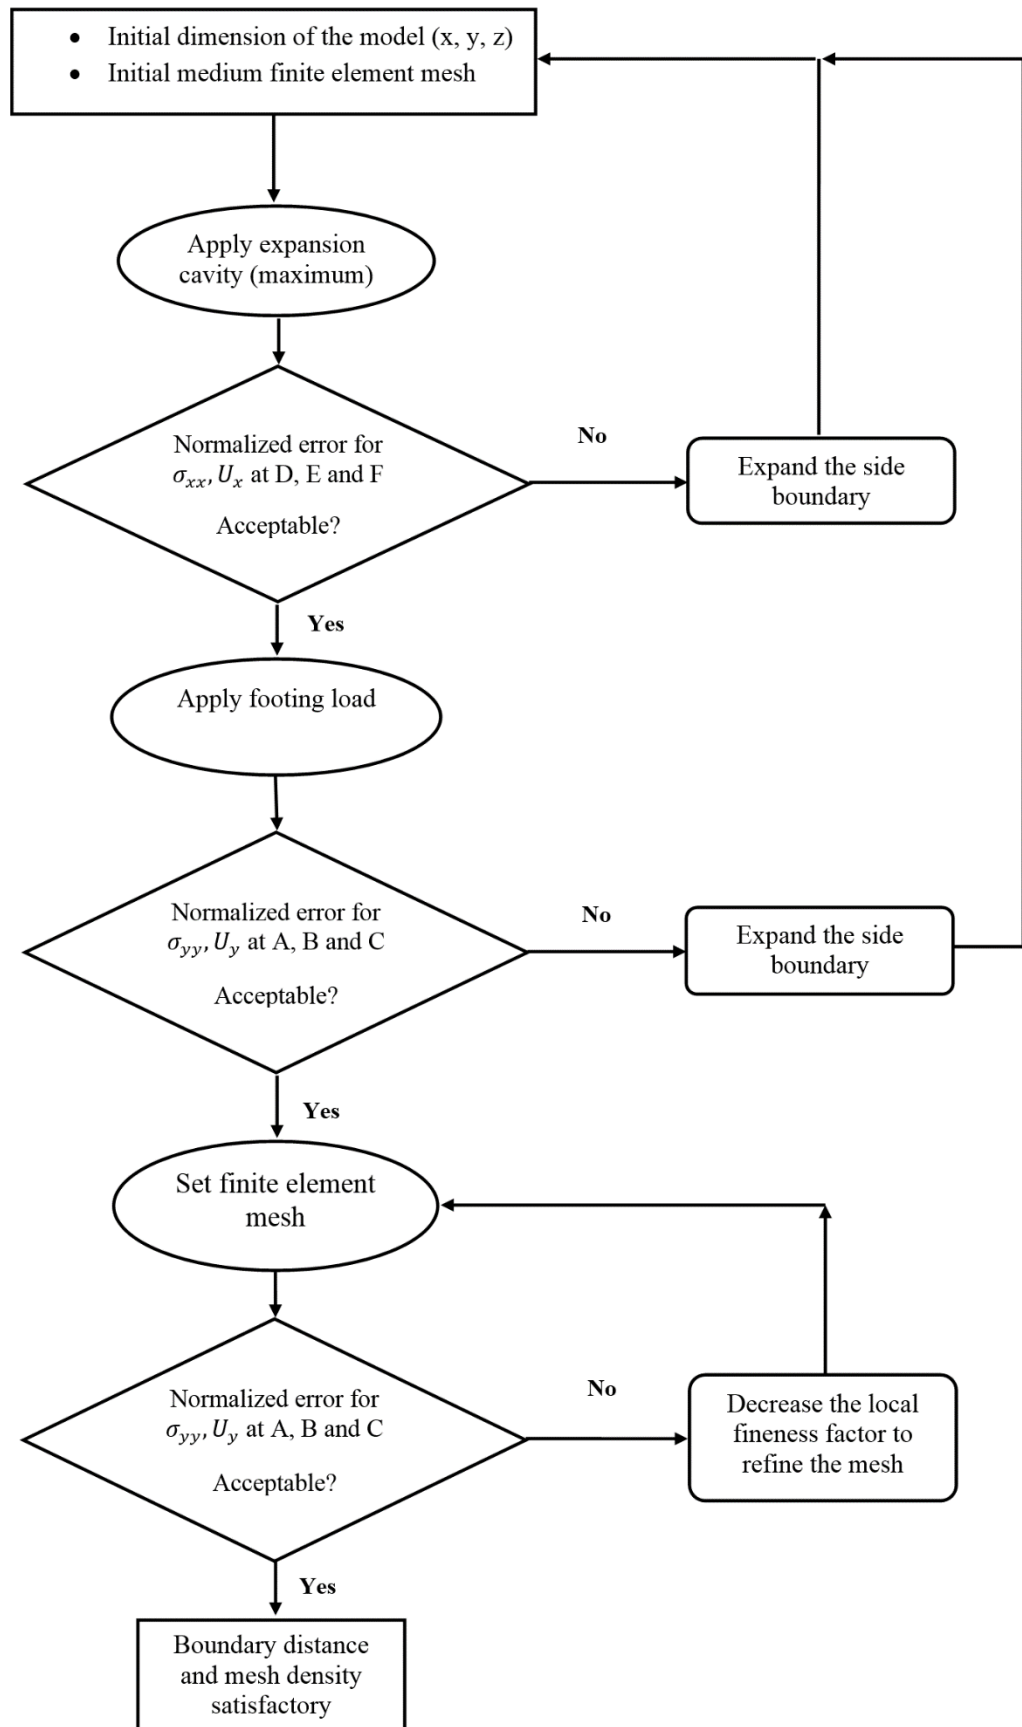 • Initial dimension of the model (x, y, z)
• Initial medium finite element mesh
Apply expansion
cavity (maximum)
Normalized error for
σxx, Ux at D, E and F
Acceptable?
No
Expand the side
boundary
Yes
Apply footing load
Normalized error for
σyy, Uy at A, B and C
Acceptable?
No
Expand the side
boundary
Yes
Set finite element
mesh
Normalized error for
σyy, Uy at A, B and C
Acceptable?
No
Decrease the local
fineness factor to
refine the mesh
Yes
Boundary distance
and mesh density
satisfactory